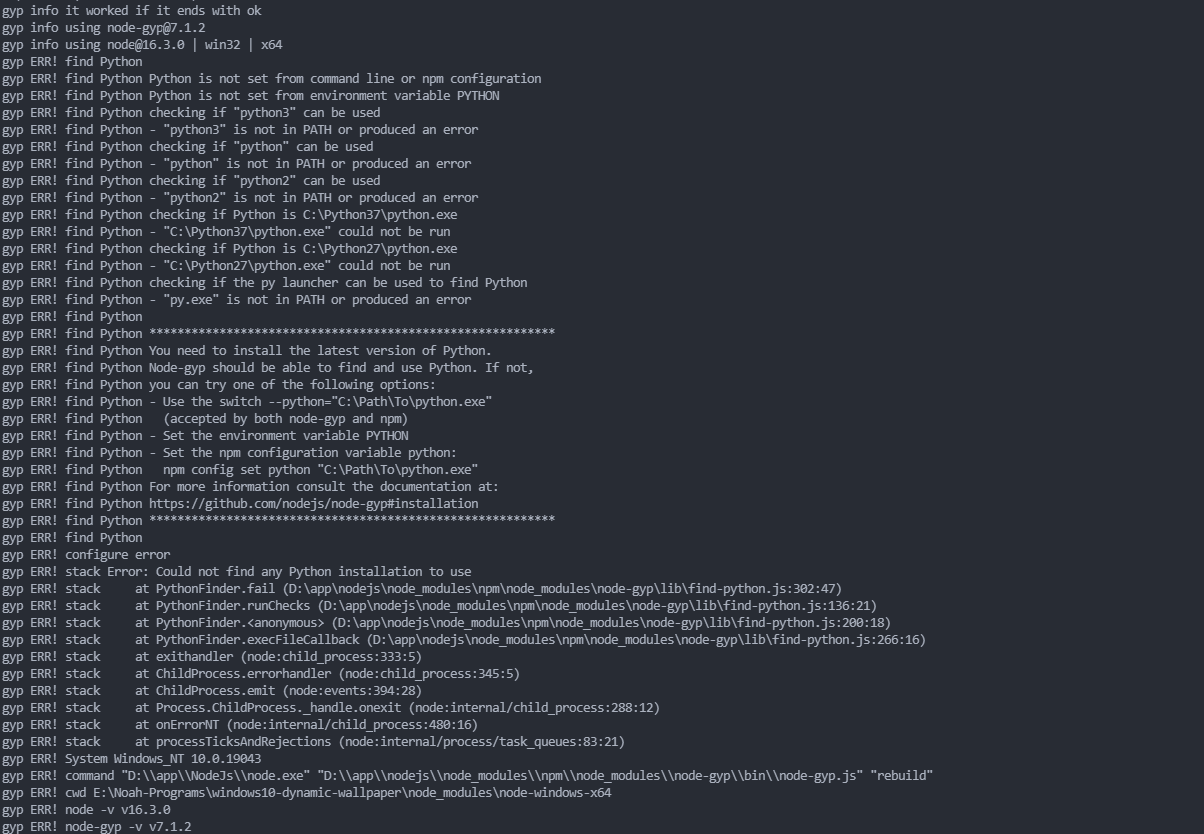 gyp info it worked if it ends with ok
gyp info using node-gyp@7.1.2
gyp info using node@16.3.0 | win32 | x64
gyp ERR! find Python
gyp ERR! find Python Python is not set from command line or npm configuration
gyp ERR! find Python Python is not set from environment variable PYTHON
gyp ERR! find Python checking if "python3" can be used
gyp ERR! find Python - "python3" is not in PATH or produced an error
gyp ERR! find Python checking if "python" can be used
gyp ERR! find Python - "python" is not in PATH or produced an error
gyp ERR! find Python checking if "python2" can be used
gyp ERR! find Python - "python2" is not in PATH or produced an error
gyp ERR! find Python checking if Python is C:\Python37\python.exe
gyp ERR! find Python - "C:\Python37\python.exe" could not be run
gyp ERR! find Python checking if Python is C:\Python27\python.exe
gyp ERR! find Python - "C:\Python27\python.exe" could not be run
gyp ERR! find Python checking if the py launcher can be used to find Python
gyp ERR! find Python - "py.exe" is not in PATH or produced an error
gyp ERR! find Python
gyp ERR! find Python **********************************************************
gyp ERR! find Python You need to install the latest version of Python.
gyp ERR! find Python Node-gyp should be able to find and use Python. If not,
gyp ERR! find Python you can try one of the following options:
gyp ERR! find Python - Use the switch --python="C:\Path\To\python.exe"
gyp ERR! find Python   (accepted by both node-gyp and npm)
gyp ERR! find Python - Set the environment variable PYTHON
gyp ERR! find Python - Set the npm configuration variable python:
gyp ERR! find Python   npm config set python "C:\Path\To\python.exe"
gyp ERR! find Python For more information consult the documentation at:
gyp ERR! find Python https://github.com/nodejs/node-gyp#installation
gyp ERR! find Python **********************************************************
gyp ERR! find Python
gyp ERR! configure error
gyp ERR! stack Error: Could not find any Python installation to use
gyp ERR! stack     at PythonFinder.fail (D:\app\nodejs\node_modules\npm\node_modules\node-gyp\lib\find-python.js:302:47)
gyp ERR! stack     at PythonFinder.runChecks (D:\app\nodejs\node_modules\npm\node_modules\node-gyp\lib\find-python.js:136:21)
gyp ERR! stack     at PythonFinder.<anonymous> (D:\app\nodejs\node_modules\npm\node_modules\node-gyp\lib\find-python.js:200:18)
gyp ERR! stack     at PythonFinder.execFileCallback (D:\app\nodejs\node_modules\npm\node_modules\node-gyp\lib\find-python.js:266:16)
gyp ERR! stack     at exithandler (node:child_process:333:5)
gyp ERR! stack     at ChildProcess.errorhandler (node:child_process:345:5)
gyp ERR! stack     at ChildProcess.emit (node:events:394:28)
gyp ERR! stack     at Process.ChildProcess._handle.onexit (node:internal/child_process:288:12)
gyp ERR! stack     at onErrorNT (node:internal/child_process:480:16)
gyp ERR! stack     at processTicksAndRejections (node:internal/process/task_queues:83:21)
gyp ERR! System Windows_NT 10.0.19043
gyp ERR! command "D:\\app\\NodeJs\\node.exe" "D:\\app\\nodejs\\node_modules\\npm\\node_modules\\node-gyp\\bin\\node-gyp.js" "rebuild"
gyp ERR! cwd E:\Noah-Programs\windows10-dynamic-wallpaper\node_modules\node-windows-x64
gyp ERR! node -v v16.3.0
gyp ERR! node-gyp -v v7.1.2